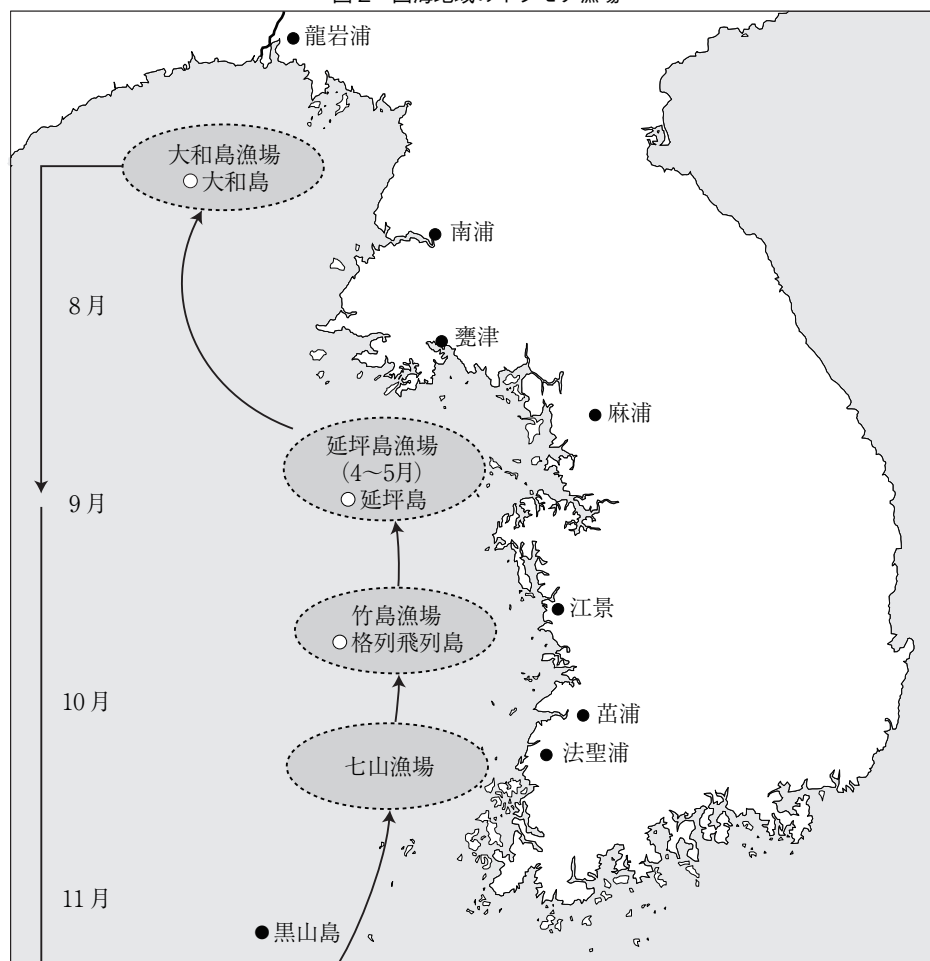 龍岩浦
大和島漁場
大和島
南浦
8月
甕津
麻浦
延坪島漁場
(4〜5月)
延坪島
9月
竹島漁場
格列飛列島
江景
10月
茁浦
法聖浦
七山漁場
11月
黒山島